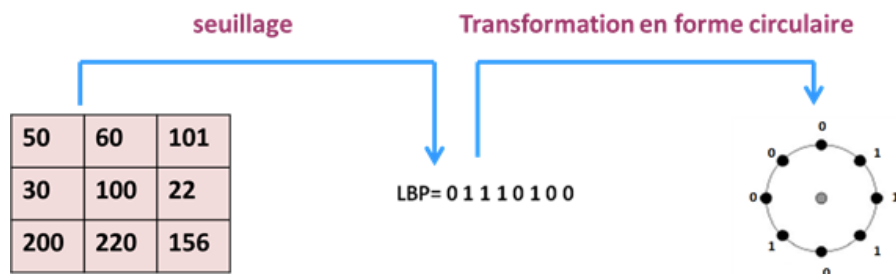 seuillage
Transformation en forme circulaire
50 60 101
30 100 22
200 220 156
LBP= 0 1 1 1 0 1 0 0
0
0 1
0 1
1 1
0